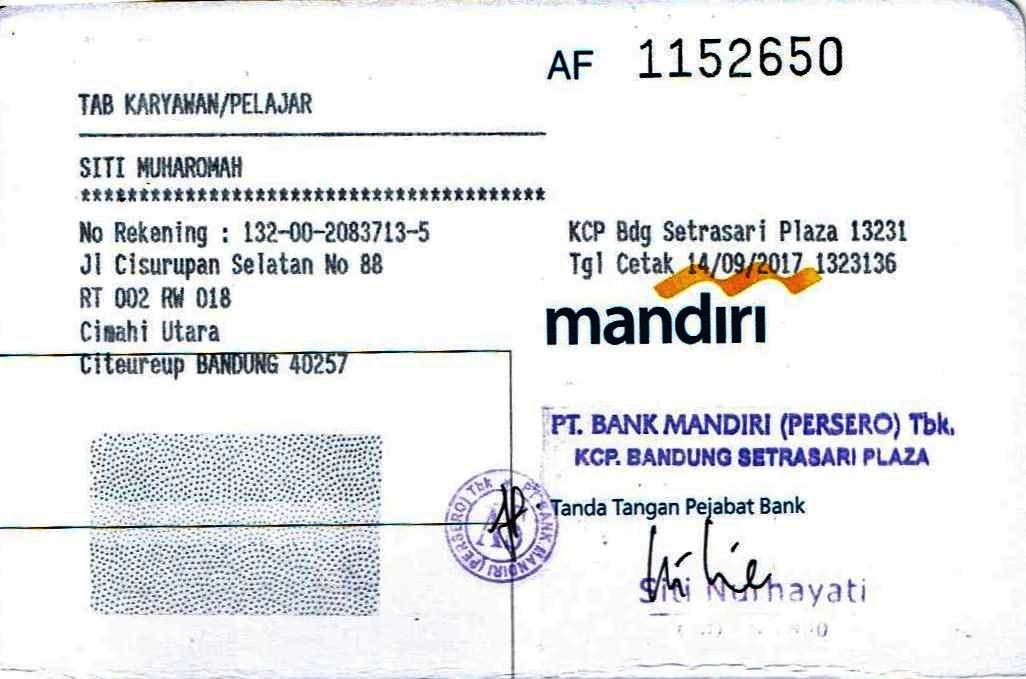 AF 1152650
TAB KARYAWAN/PELAJAR
SITI MUHAROMAH
***************************************
No Rekening : 132-00-2083713-5
Jl Cisurupan Selatan No 88
RT 002 RW 018
Cimahi Utara
Citeureup BANDUNG 40257
KCP Bdg Setrasari Plaza 13231
Tgl Cetak 14/09/2017 1323136
mandiri
PT. BANK MANDIRI (PERSERO) Tbk.
KCP. BANDUNG SETRASARI PLAZA
Tanda Tangan Pejabat Bank
Siti Nurhayati
PT BANK MANDIRI (PERSERO) Tbk